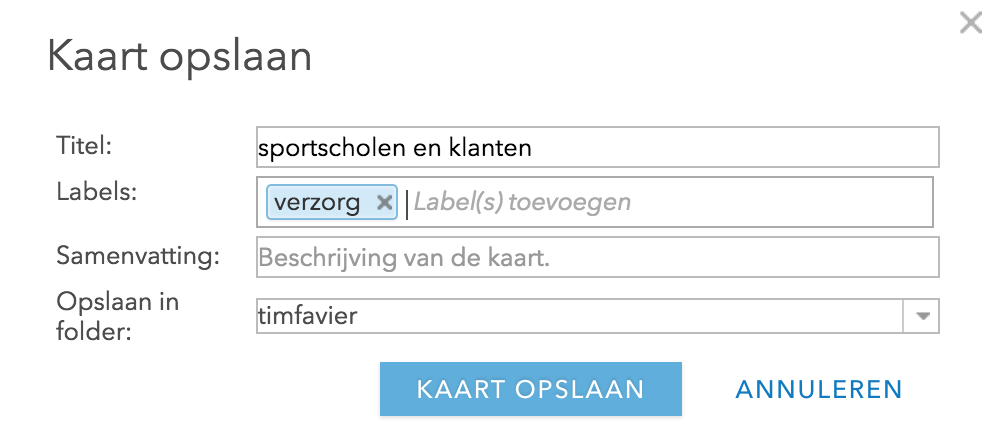 Kaart opslaan
Titel: sportscholen en klanten
Labels: verzorg Label(s) toevoegen
Samenvatting: Beschrijving van de kaart.
Opslaan in
folder: timfavier
KAART OPSLAAN ANNULEREN